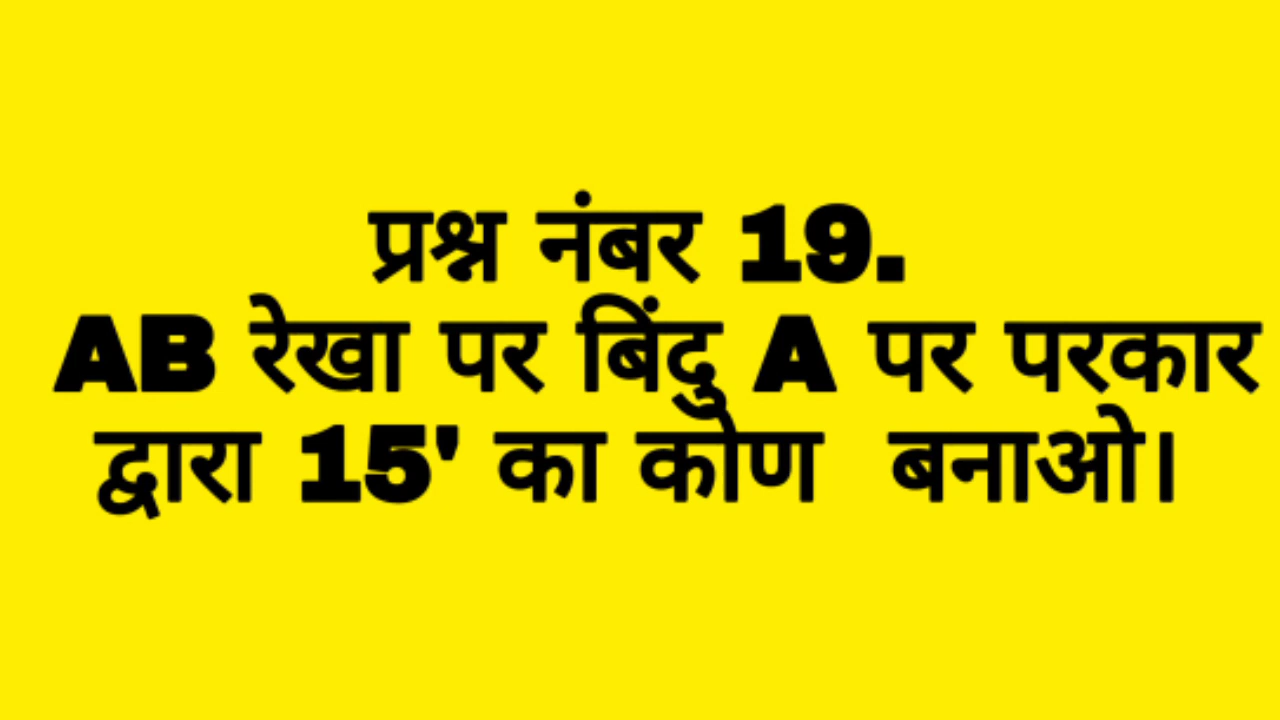 प्रश्न नंबर 19.
AB रेखा पर बिंदु A पर परकार
द्वारा 15' का कोण बनाओ।